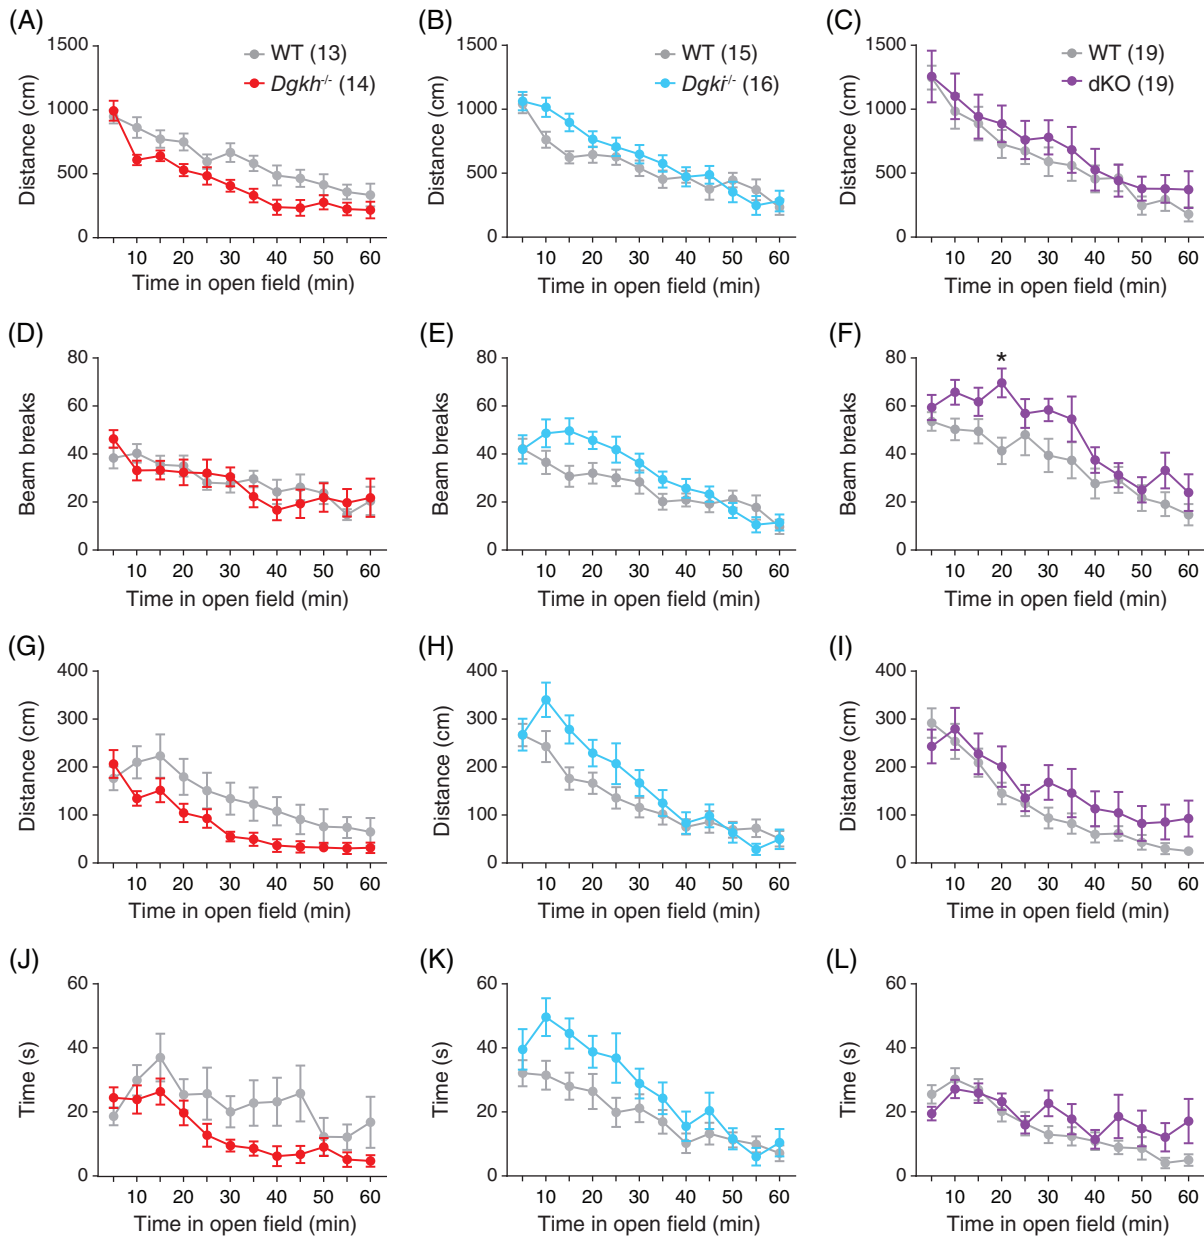 (A)
1500
1000
500
0
Distance (cm)
WT (13)
Dgkh-/- (14)
10 20 30 40 50 60
Time in open field (min)
(B)
1500
1000
500
0
Distance (cm)
WT (15)
Dgki-/- (16)
10 20 30 40 50 60
Time in open field (min)
(C)
1500
1000
500
0
Distance (cm)
WT (19)
dKO (19)
10 20 30 40 50 60
Time in open field (min)
(D)
80
60
40
20
0
Beam breaks
10 20 30 40 50 60
Time in open field (min)
(E)
80
60
40
20
0
Beam breaks
10 20 30 40 50 60
Time in open field (min)
(F)
80
60
40
20
0
Beam breaks
*
10 20 30 40 50 60
Time in open field (min)
(G)
400
300
200
100
0
Distance (cm)
10 20 30 40 50 60
Time in open field (min)
(H)
400
300
200
100
0
Distance (cm)
10 20 30 40 50 60
Time in open field (min)
(I)
400
300
200
100
0
Distance (cm)
10 20 30 40 50 60
Time in open field (min)
(J)
60
40
20
0
Time (s)
10 20 30 40 50 60
Time in open field (min)
(K)
60
40
20
0
Time (s)
10 20 30 40 50 60
Time in open field (min)
(L)
60
40
20
0
Time (s)
10 20 30 40 50 60
Time in open field (min)